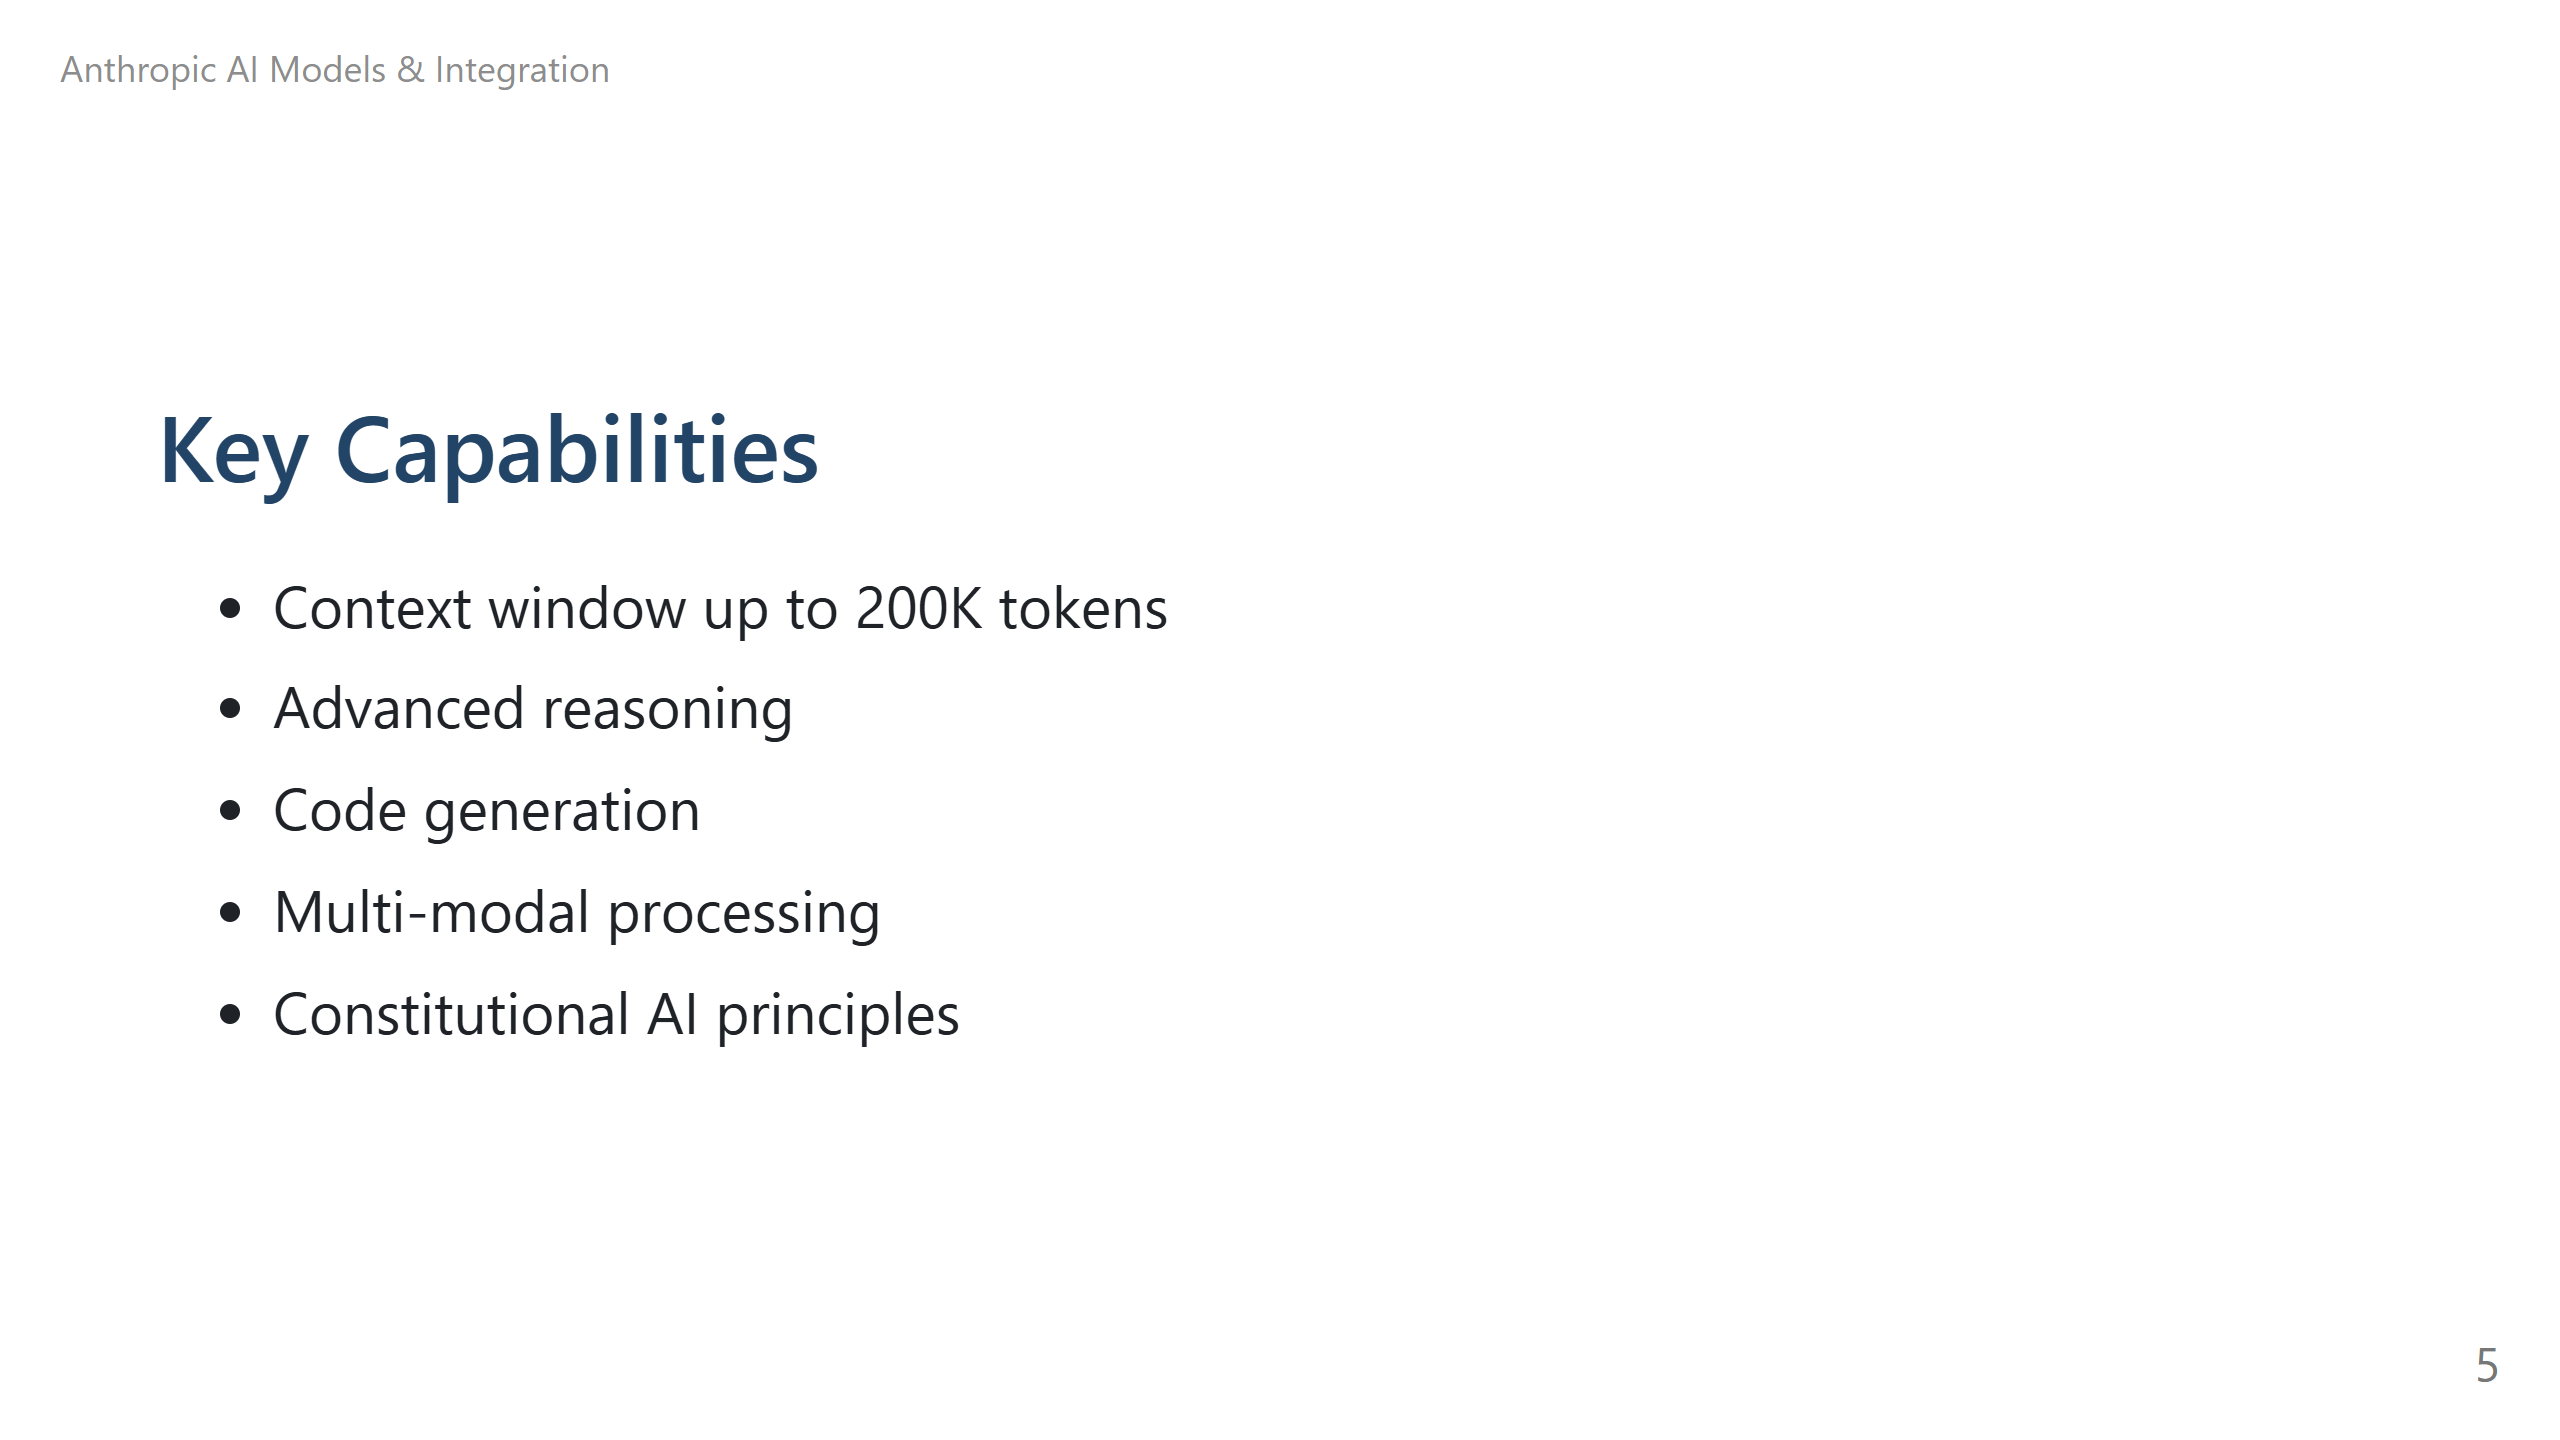 Anthropic AI Models & Integration
Key Capabilities
• Context window up to 200K tokens
• Advanced reasoning
• Code generation
• Multi-modal processing
• Constitutional AI principles
5